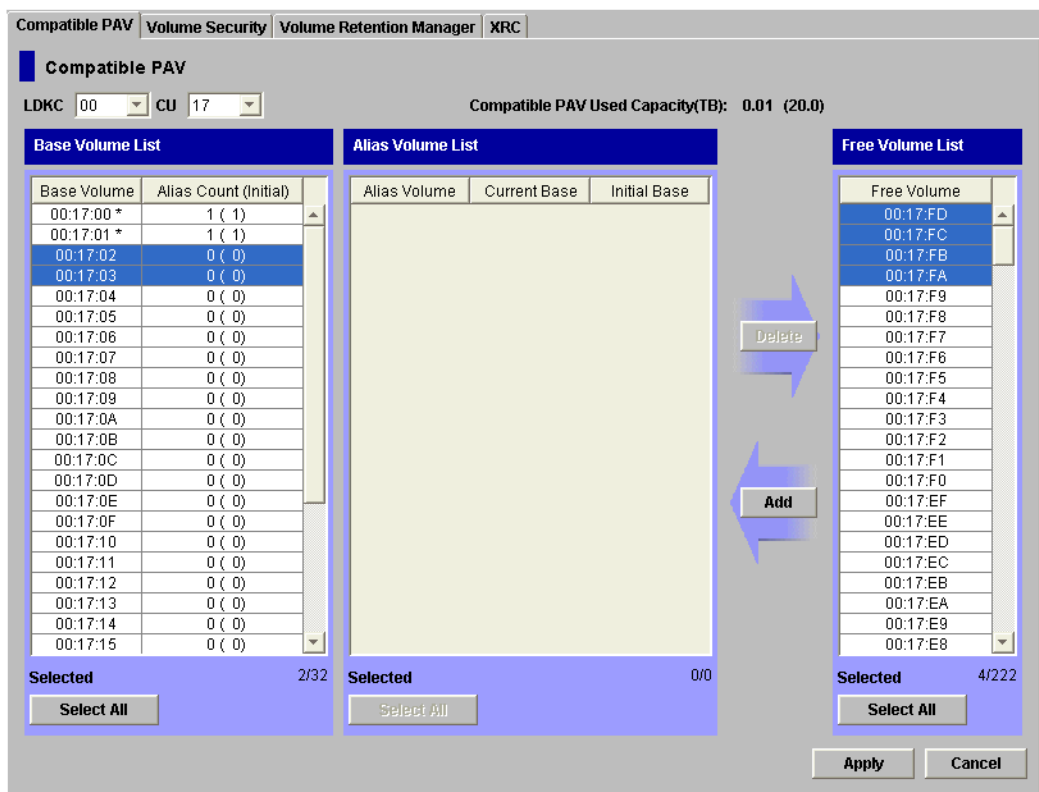 Compatible PAV Volume Security Volume Retention Manager XRC
Compatible PAV
LDKC 00 CU 17 Compatible PAV Used Capacity(TB): 0.01 (20.0)
Base Volume List
Base Volume Alias Count (Initial)
00:17:00 * 1 ( 1)
00:17:01 * 1 ( 1)
00:17:02 0 ( 0)
00:17:03 0 ( 0)
00:17:04 0 ( 0)
00:17:05 0 ( 0)
00:17:06 0 ( 0)
00:17:07 0 ( 0)
00:17:08 0 ( 0)
00:17:09 0 ( 0)
00:17:0A 0 ( 0)
00:17:0B 0 ( 0)
00:17:0C 0 ( 0)
00:17:0D 0 ( 0)
00:17:0E 0 ( 0)
00:17:0F 0 ( 0)
00:17:10 0 ( 0)
00:17:11 0 ( 0)
00:17:12 0 ( 0)
00:17:13 0 ( 0)
00:17:14 0 ( 0)
00:17:15 0 ( 0)
Selected 2/32
Select All
Alias Volume List
Alias Volume Current Base Initial Base
Selected 0/0
Select All
Delete
Add
Free Volume List
Free Volume
00:17:FD
00:17:FC
00:17:FB
00:17:FA
00:17:F9
00:17:F8
00:17:F7
00:17:F6
00:17:F5
00:17:F4
00:17:F3
00:17:F2
00:17:F1
00:17:F0
00:17:EF
00:17:EE
00:17:ED
00:17:EC
00:17:EB
00:17:EA
00:17:E9
00:17:E8
Selected 4/222
Select All
Apply Cancel